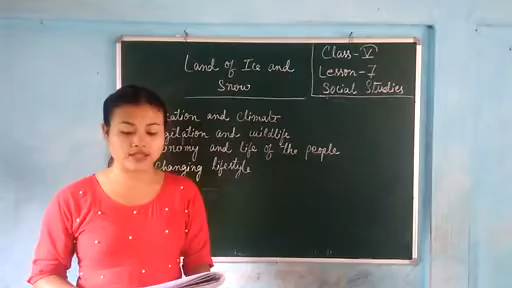 Land of Ice and
Snow
Class-V
Lesson-7
Social Studies
and climate
and wildlife
and life of the people
Changing lifestyle